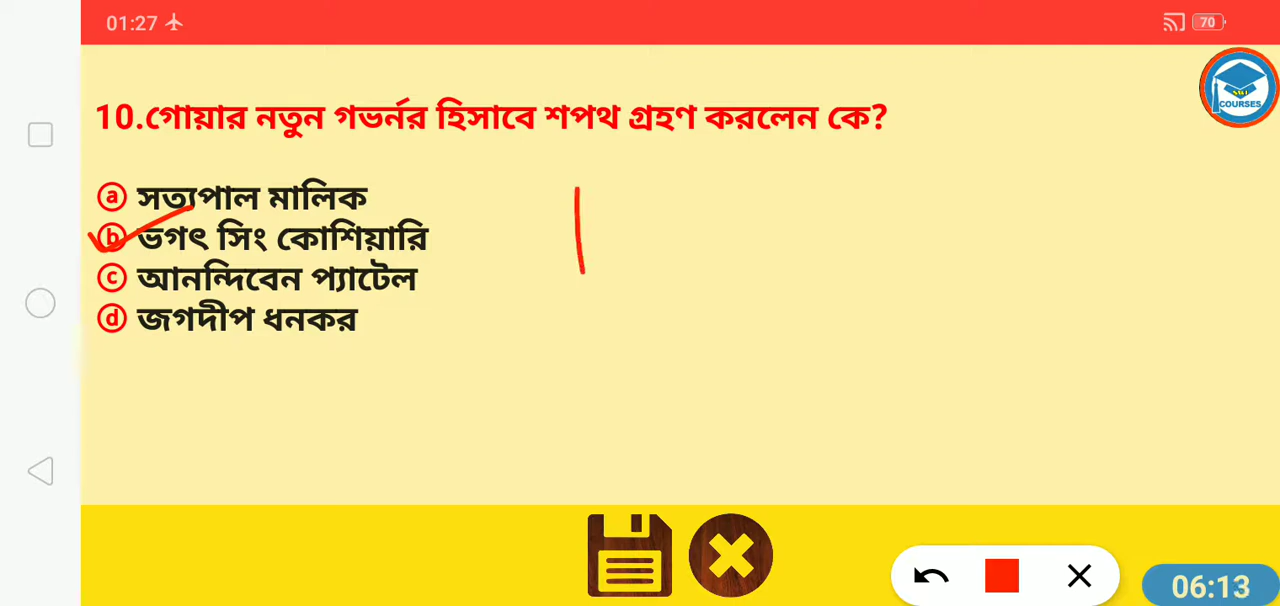 01:27
70
COURSES
10.গোয়ার নতুন গভর্নর হিসাবে শপথ গ্রহণ করলেন কে?
a সত্যপাল মালিক
b ভগৎ সিং কোশিয়ারি
c আনন্দিবেন প্যাটেল
d জগদীপ ধনকর
06:13